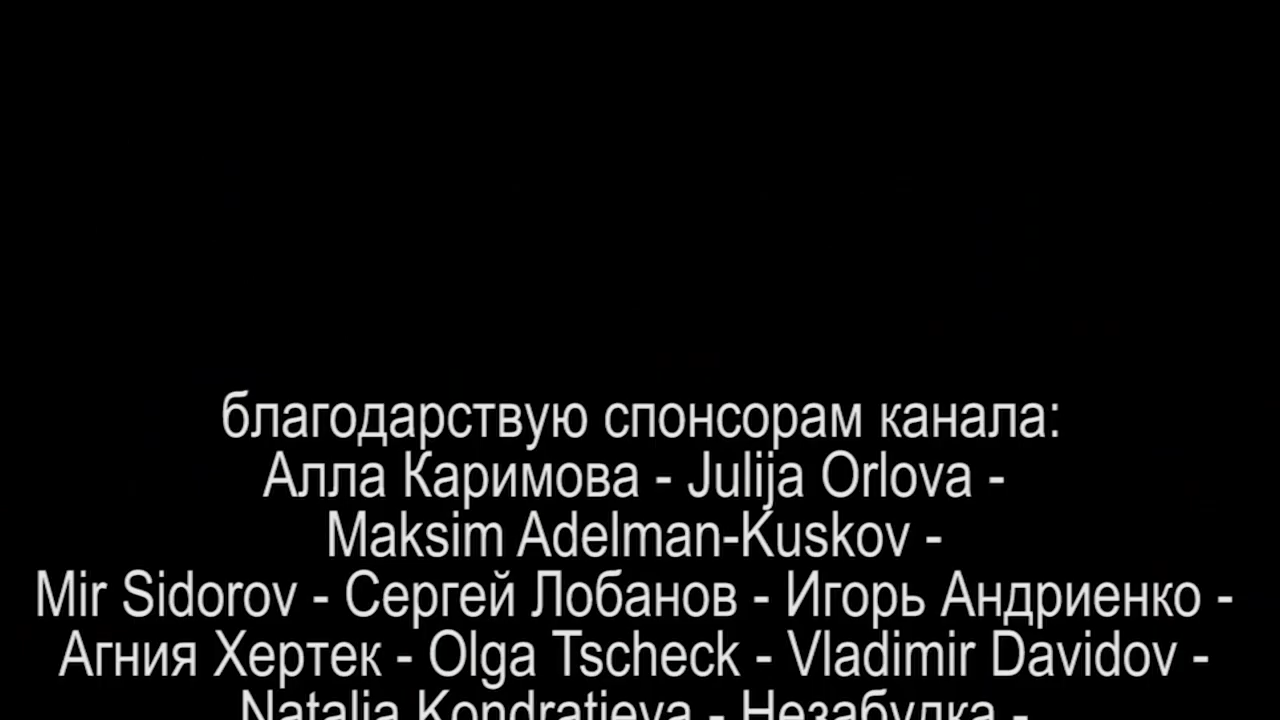 благодарствую спонсорам канала:
Алла Каримова - Julija Orlova -
Maksim Adelman-Kuskov -
Mir Sidorov - Сергей Лобанов - Игорь Андриенко -
Агния Хертек - Olga Tscheck - Vladimir Davidov -
Natalia Kondratieva - Незабудка -